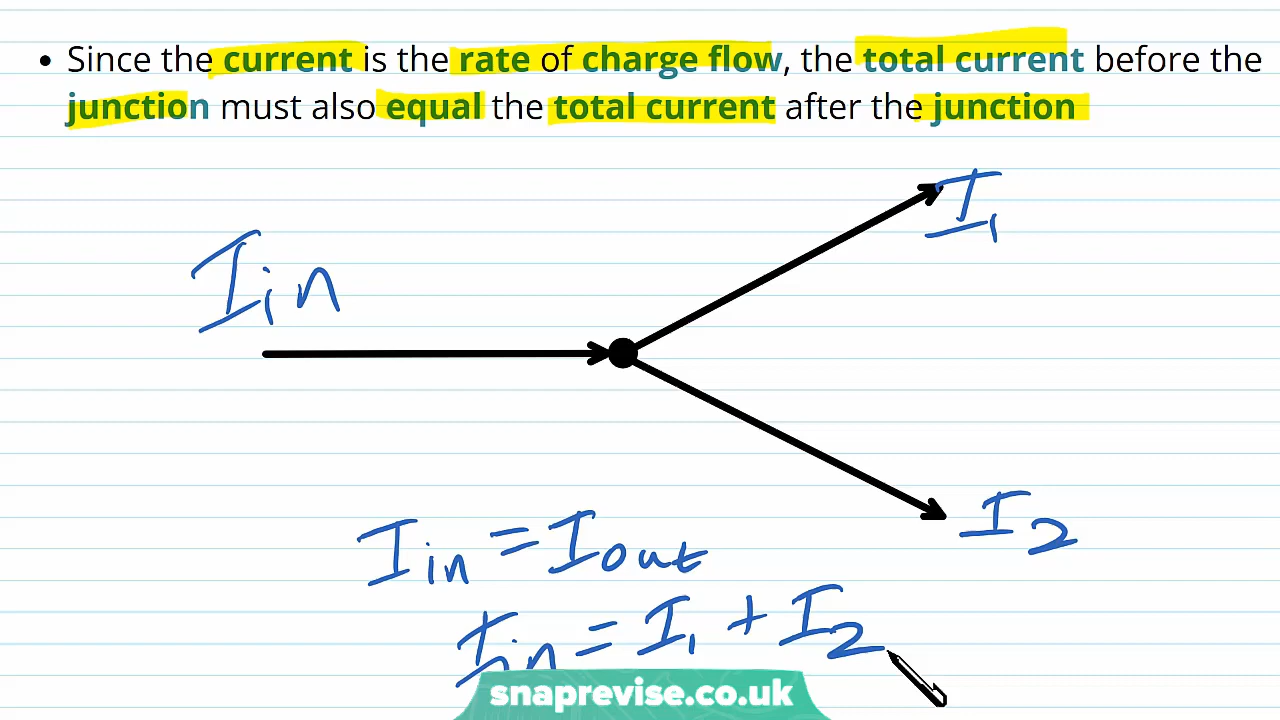 • Since the current is the rate of charge flow, the total current before the
junction must also equal the total current after the junction
I₁
Iin
I₂
Iin = Iout
Iin = I₁ + I₂
snaprevise.co.uk